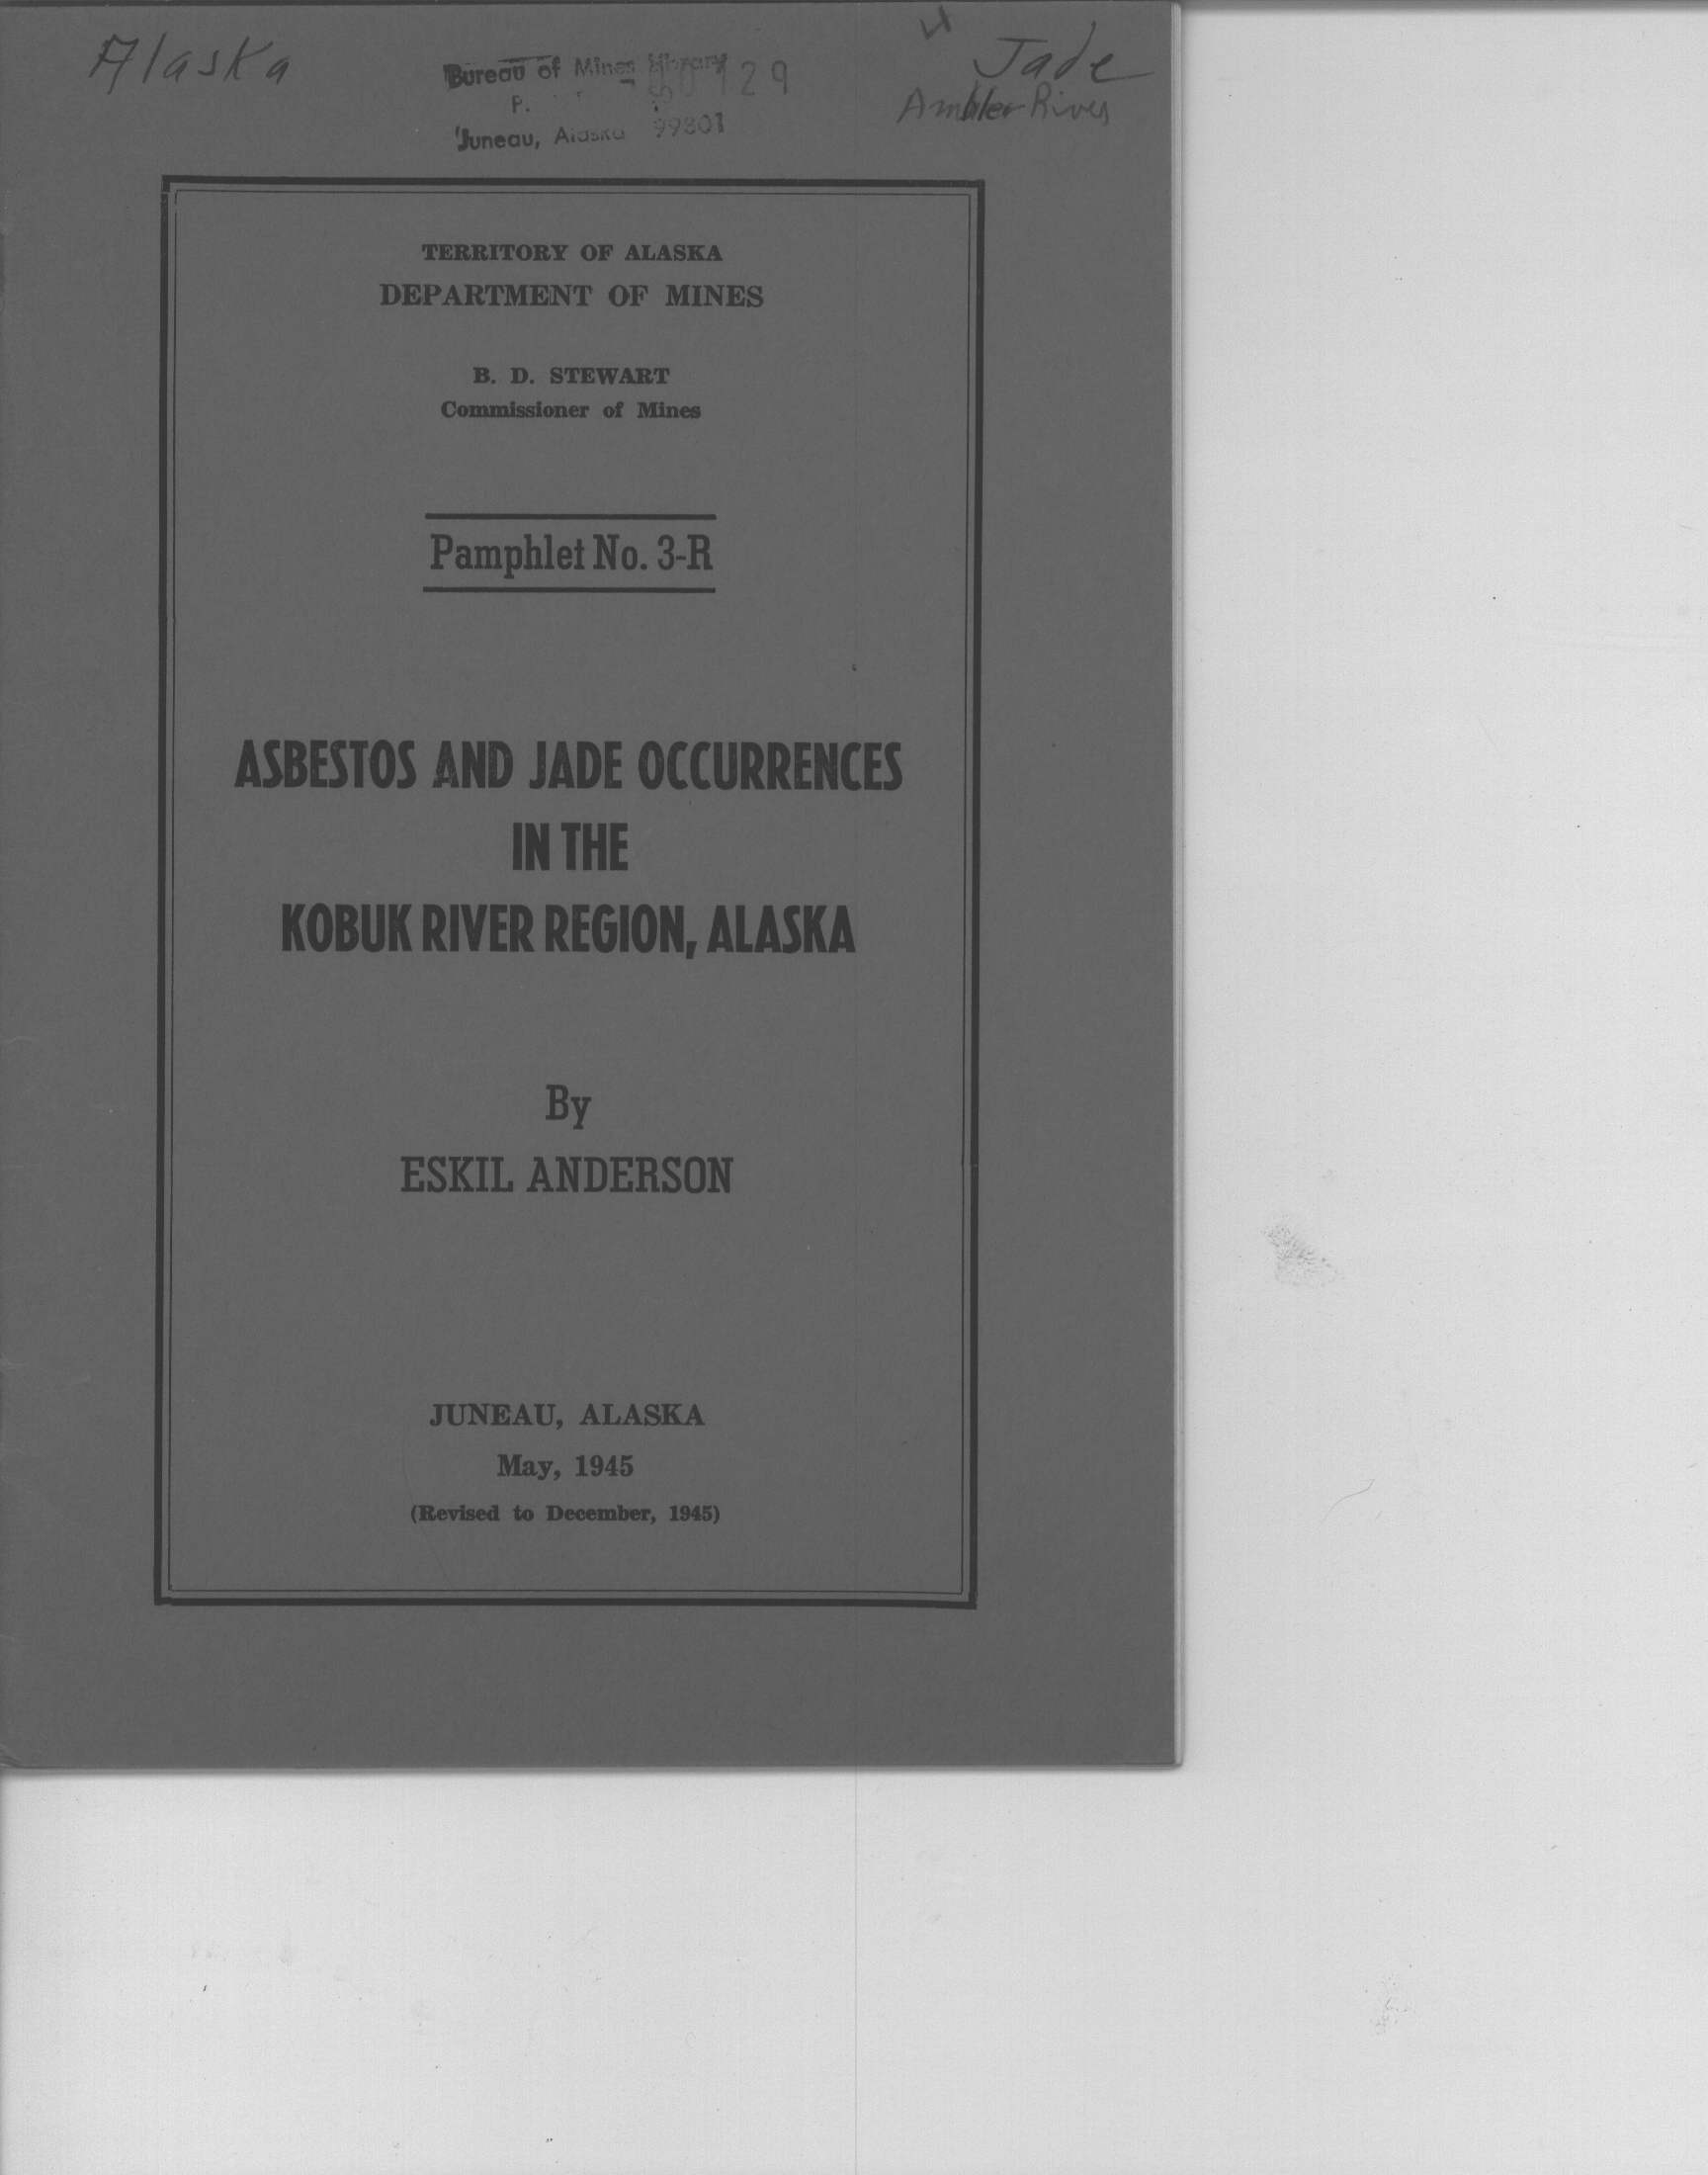 Alaska
Jade
Ambler River
Bureau of Mines Library
P.
129
Juneau, Alaska 99801
TERRITORY OF ALASKA
DEPARTMENT OF MINES
B. D. STEWART
Commissioner of Mines
Pamphlet No. 3-R
ASBESTOS AND JADE OCCURRENCES
IN THE
KOBUK RIVER REGION, ALASKA
By
ESKIL ANDERSON
JUNEAU, ALASKA
May, 1945
(Revised to December, 1945)